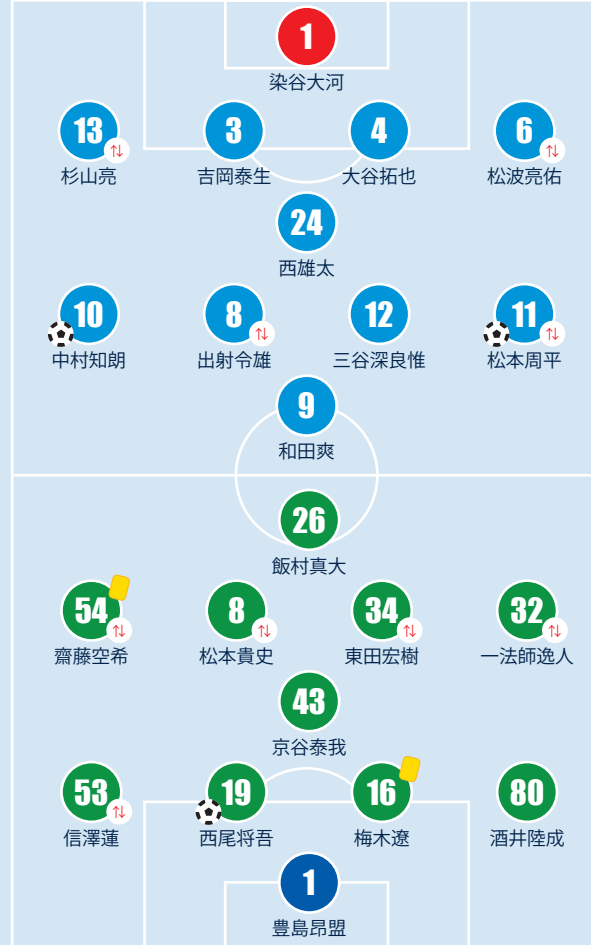 1
染谷大河
13 3 4 6
杉山亮 吉岡泰生 大谷拓也 松波亮佑
24
西雄太
10 8 12 11
中村知朗 出射令雄 三谷深良惟 松本周平
9
和田爽
26
飯村真大
54 8 34 32
齋藤空希 松本貴史 東田宏樹 一法師逸人
43
京谷泰我
53 19 16 80
信澤蓮 西尾将吾 梅木遼 酒井陸成
1
豊島昂盟